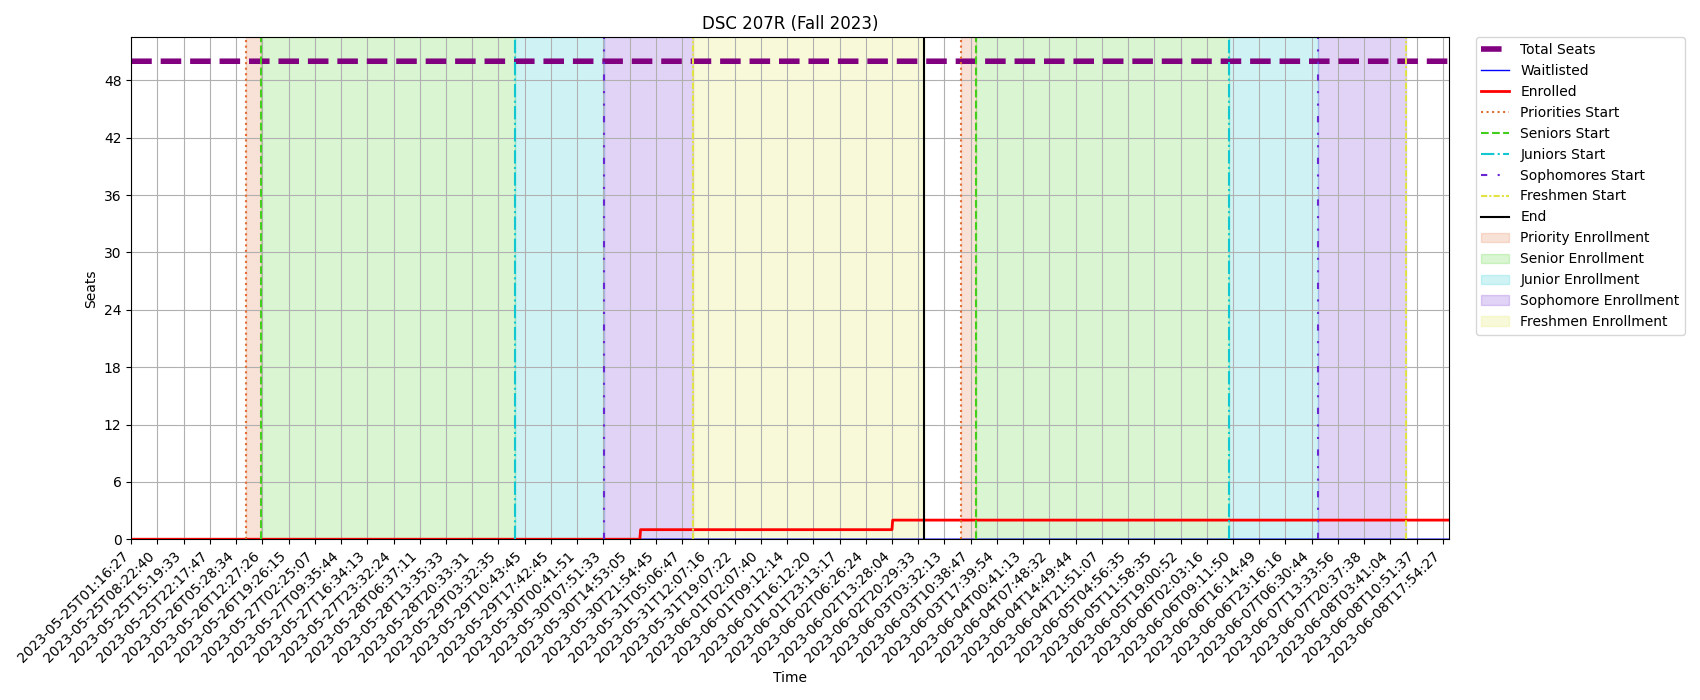 DSC 207R (Fall 2023)
Seats
48
42
36
30
24
18
12
6
0
2023-05-25T01:16:27
2023-05-25T08:22:40
2023-05-25T15:19:33
2023-05-25T22:17:47
2023-05-26T05:28:34
2023-05-26T12:27:26
2023-05-26T19:26:15
2023-05-27T02:25:07
2023-05-27T09:35:44
2023-05-27T16:34:13
2023-05-27T23:32:24
2023-05-28T06:37:11
2023-05-28T13:35:33
2023-05-28T20:33:31
2023-05-29T03:32:35
2023-05-29T10:43:45
2023-05-29T17:42:45
2023-05-30T00:41:51
2023-05-30T07:51:33
2023-05-30T14:53:05
2023-05-30T21:54:45
2023-05-31T05:06:47
2023-05-31T12:07:16
2023-05-31T19:07:22
2023-06-01T02:07:40
2023-06-01T09:12:14
2023-06-01T16:12:20
2023-06-01T23:13:17
2023-06-02T06:26:24
2023-06-02T13:28:04
2023-06-02T20:29:33
2023-06-03T03:32:13
2023-06-03T10:38:47
2023-06-03T17:39:54
2023-06-04T00:41:13
2023-06-04T07:48:32
2023-06-04T14:49:44
2023-06-04T21:51:07
2023-06-05T04:56:35
2023-06-05T11:58:35
2023-06-05T19:00:52
2023-06-06T02:03:16
2023-06-06T09:11:50
2023-06-06T16:14:49
2023-06-06T23:16:16
2023-06-07T06:30:44
2023-06-07T13:33:56
2023-06-07T20:37:38
2023-06-08T03:41:04
2023-06-08T10:51:37
2023-06-08T17:54:27
Time
Total Seats
Waitlisted
Enrolled
Priorities Start
Seniors Start
Juniors Start
Sophomores Start
Freshmen Start
End
Priority Enrollment
Senior Enrollment
Junior Enrollment
Sophomore Enrollment
Freshmen Enrollment